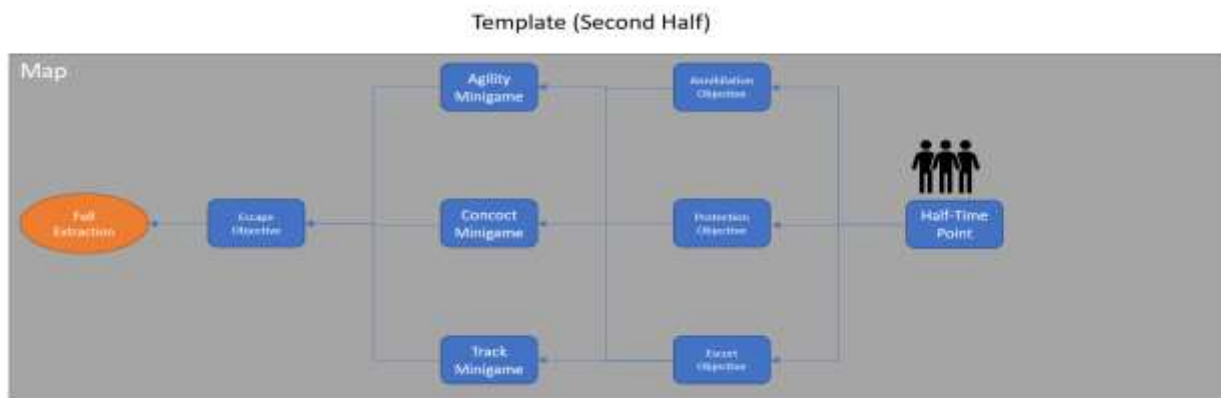 Template (Second Half)
Map
Agility
Minigame
Annihilation
Objective
Full
Extraction
Escape
Objective
Concoct
Minigame
Protection
Objective
Half-Time
Point
Track
Minigame
Escort
Objective